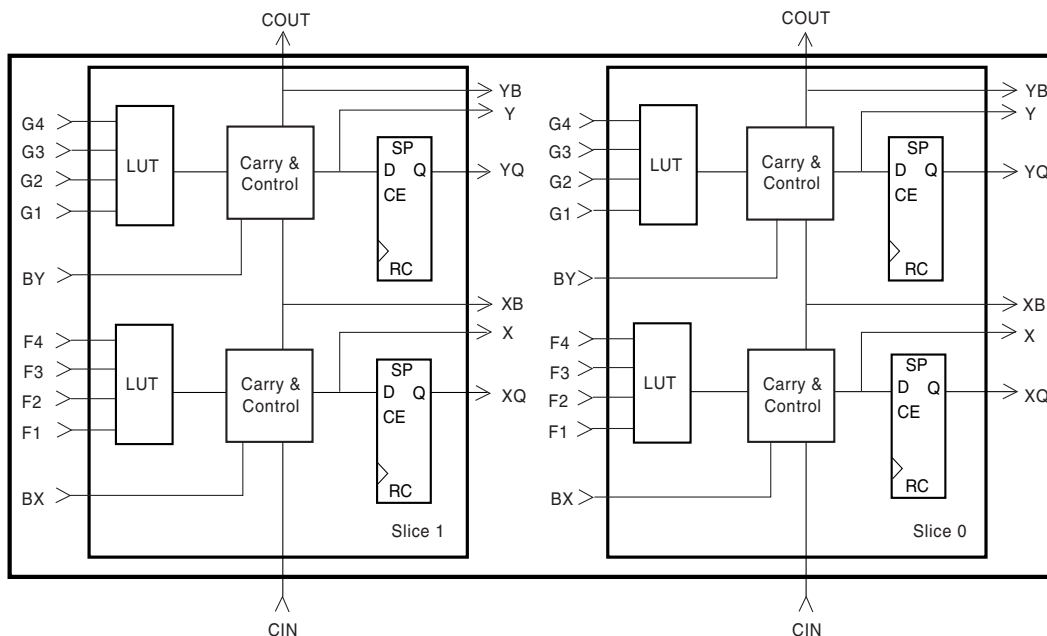 COUT
YB
Y
G4
G3
G2
G1
LUT
Carry &
Control
SP
D Q
CE
RC
YQ
BY
XB
X
F4
F3
F2
F1
LUT
Carry &
Control
SP
D Q
CE
RC
XQ
BX
Slice 1
CIN
COUT
YB
Y
G4
G3
G2
G1
LUT
Carry &
Control
SP
D Q
CE
RC
YQ
BY
XB
X
F4
F3
F2
F1
LUT
Carry &
Control
SP
D Q
CE
RC
XQ
BX
Slice 0
CIN